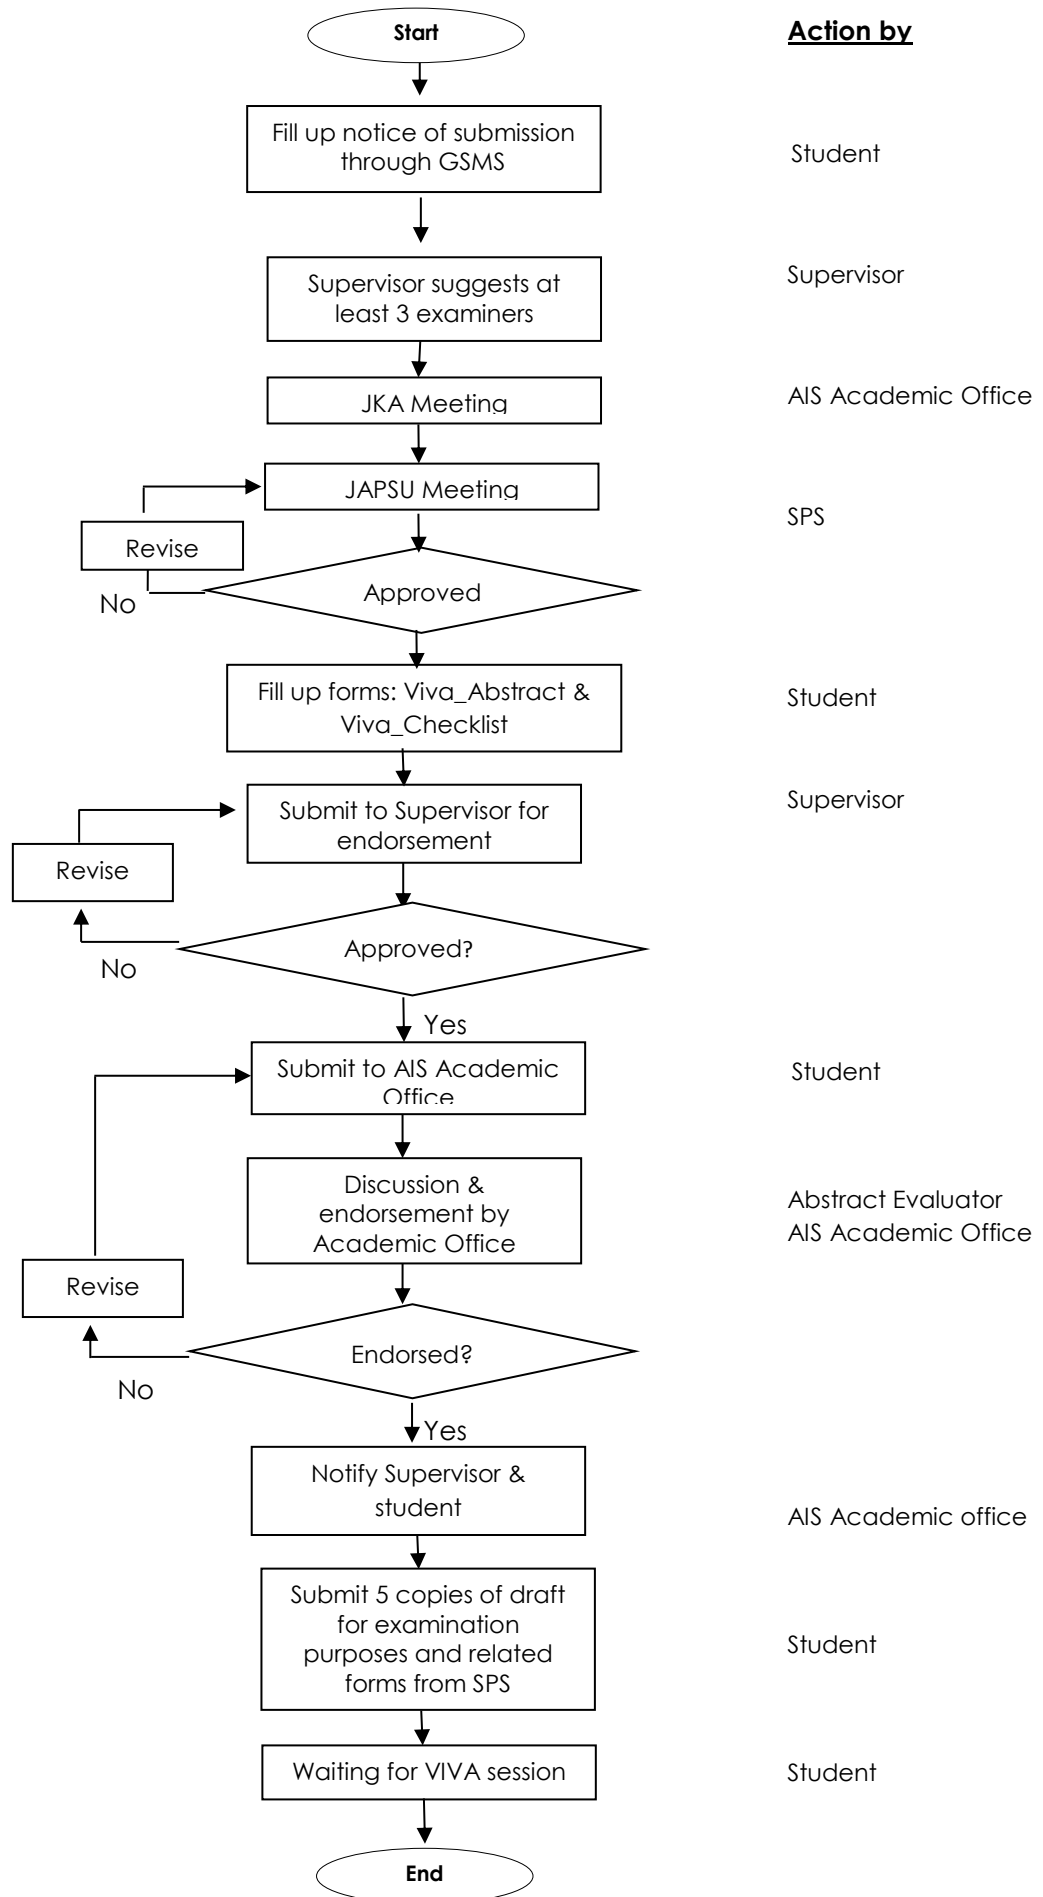 Start
Action by
Fill up notice of submission
through GSMS
Student
Supervisor suggests at
least 3 examiners
Supervisor
JKA Meeting
AIS Academic Office
JAPSU Meeting
SPS
Revise
Approved
No
Fill up forms: Viva_Abstract &
Viva_Checklist
Student
Submit to Supervisor for
endorsement
Supervisor
Revise
Approved?
No
Yes
Submit to AIS Academic
Office
Student
Discussion &
endorsement by
Academic Office
Abstract Evaluator
AIS Academic Office
Revise
Endorsed?
No
Yes
Notify Supervisor &
student
AIS Academic office
Submit 5 copies of draft
for examination
purposes and related
forms from SPS
Student
Waiting for VIVA session
Student
End